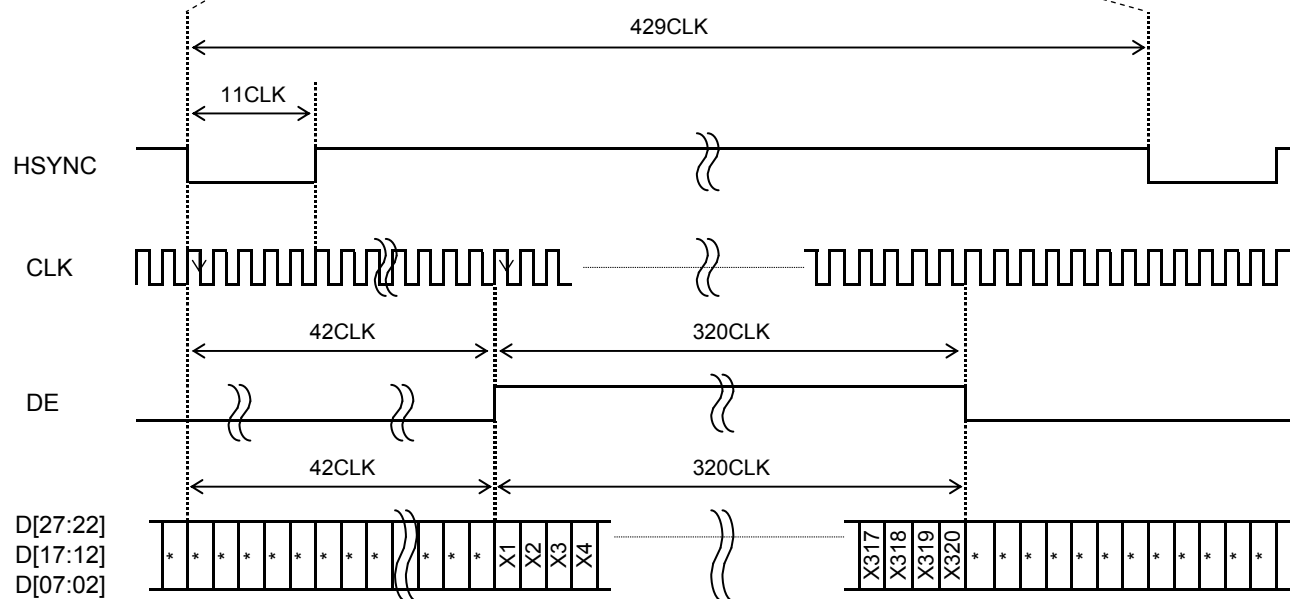 429CLK
11CLK
HSYNC
CLK
42CLK 320CLK
DE
42CLK 320CLK
D[27:22]
D[17:12]
D[07:02]
* * * * * * * * * * * * X1 X2 X3 X4 X317 X318 X319 X320 * * * * * * * * * * * *